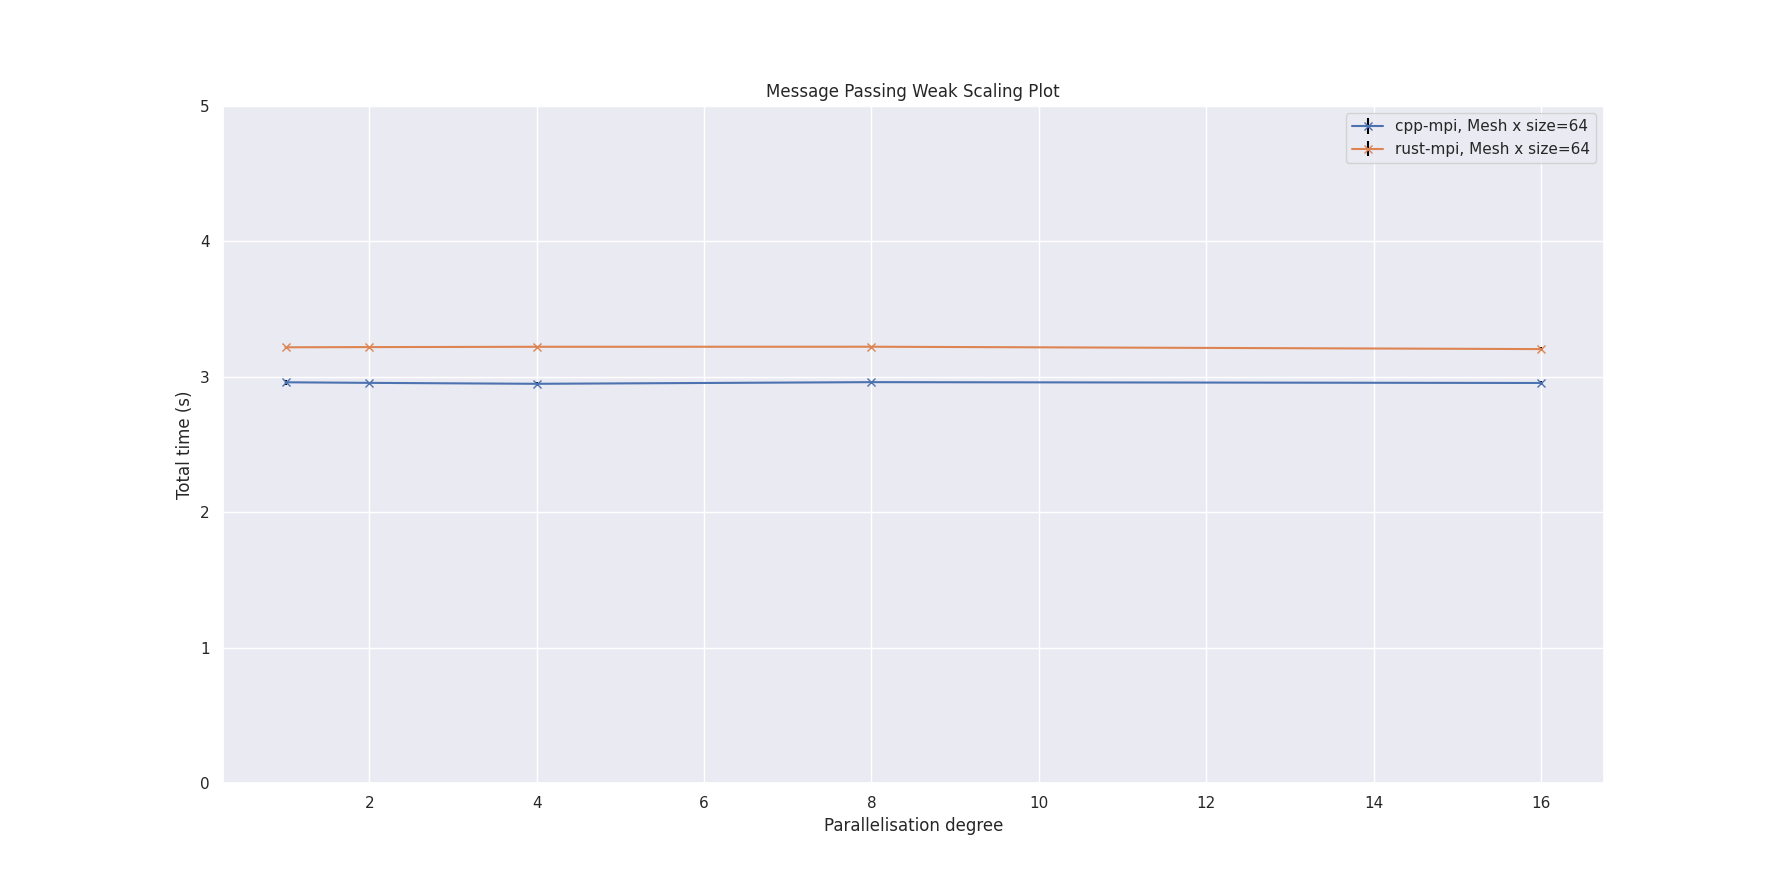 Message Passing Weak Scaling Plot
5
4
3
2
1
0
cpp-mpi, Mesh x size=64
rust-mpi, Mesh x size=64
Total time (s)
2 4 6 8 10 12 14 16
Parallelisation degree